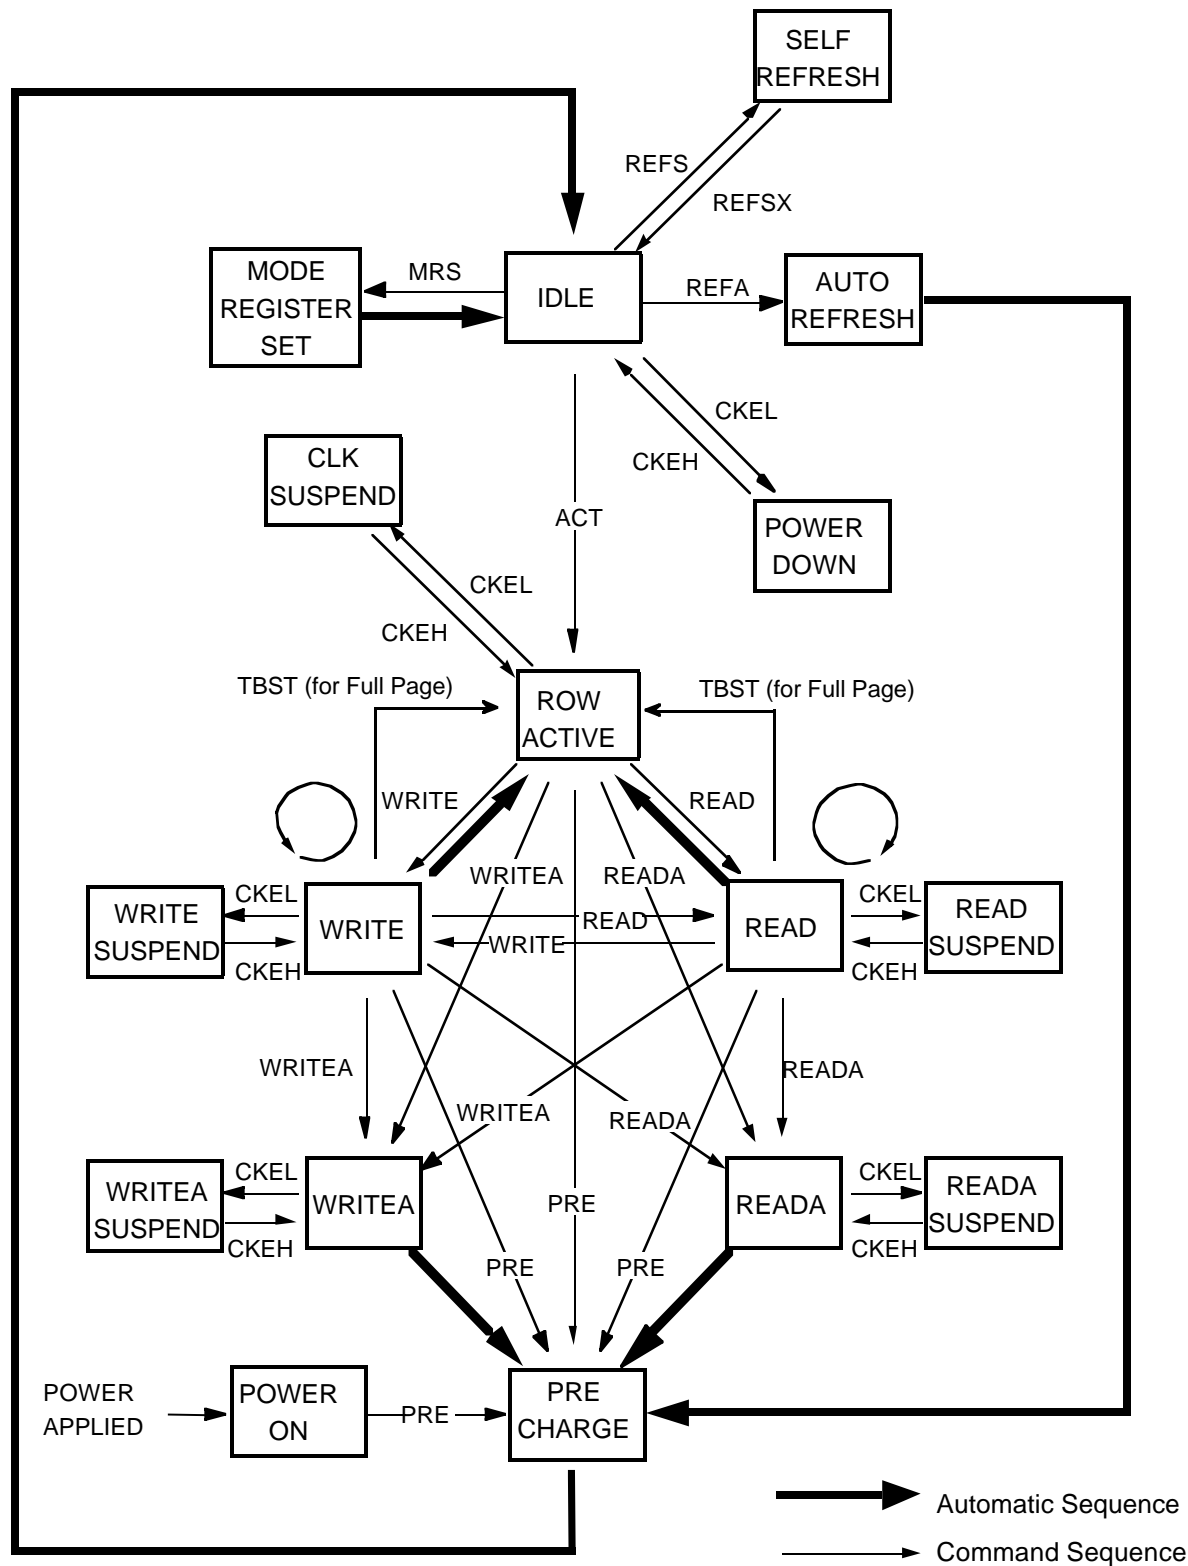 SELF
REFRESH
REFS
REFSX
MODE
REGISTER
SET
MRS
IDLE
REFA
AUTO
REFRESH
CKEL
CKEH
CLK
SUSPEND
ACT
POWER
DOWN
CKEL
CKEH
TBST (for Full Page)
ROW
ACTIVE
TBST (for Full Page)
WRITE
READ
WRITEA
READA
WRITE
SUSPEND
CKEL
CKEH
WRITE
READ
WRITE
READ
CKEL
CKEH
READ
SUSPEND
WRITEA
READA
WRITEA
READA
WRITEA
SUSPEND
CKEL
CKEH
WRITEA
PRE
READA
CKEL
CKEH
READA
SUSPEND
PRE
PRE
POWER
APPLIED
POWER
ON
PRE
PRE
CHARGE
Automatic Sequence
Command Sequence